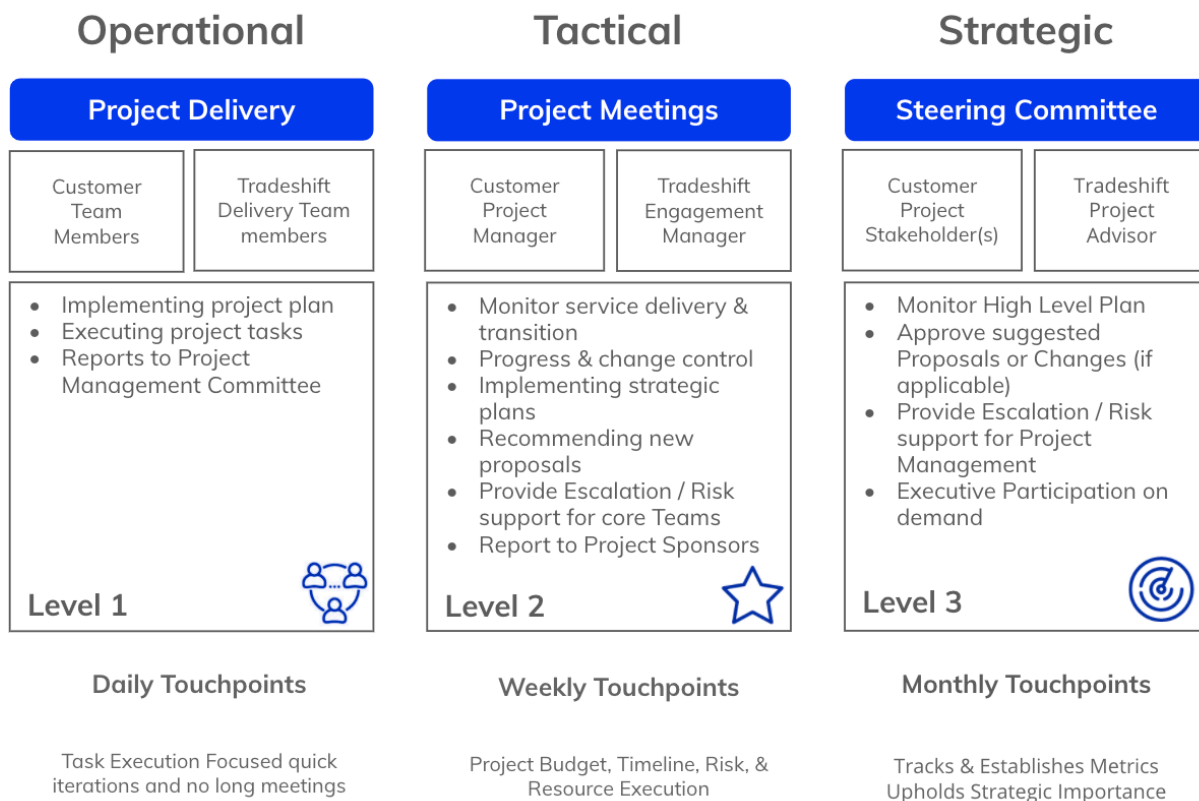 Operational
Tactical
Strategic
Project Delivery
Project Meetings
Steering Committee
Customer
Team
Members
Tradeshift
Delivery Team
members
Customer
Project
Manager
Tradeshift
Engagement
Manager
Customer
Project
Stakeholder(s)
Tradeshift
Project
Advisor
• Implementing project plan
• Executing project tasks
• Reports to Project
Management Committee
Level 1
• Monitor service delivery &
transition
• Progress & change control
• Implementing strategic
plans
• Recommending new
proposals
• Provide Escalation / Risk
support for core Teams
• Report to Project Sponsors
Level 2
• Monitor High Level Plan
• Approve suggested
Proposals or Changes (if
applicable)
• Provide Escalation / Risk
support for Project
Management
• Executive Participation on
demand
Level 3
Daily Touchpoints
Weekly Touchpoints
Monthly Touchpoints
Task Execution Focused quick
iterations and no long meetings
Project Budget, Timeline, Risk, &
Resource Execution
Tracks & Establishes Metrics
Upholds Strategic Importance